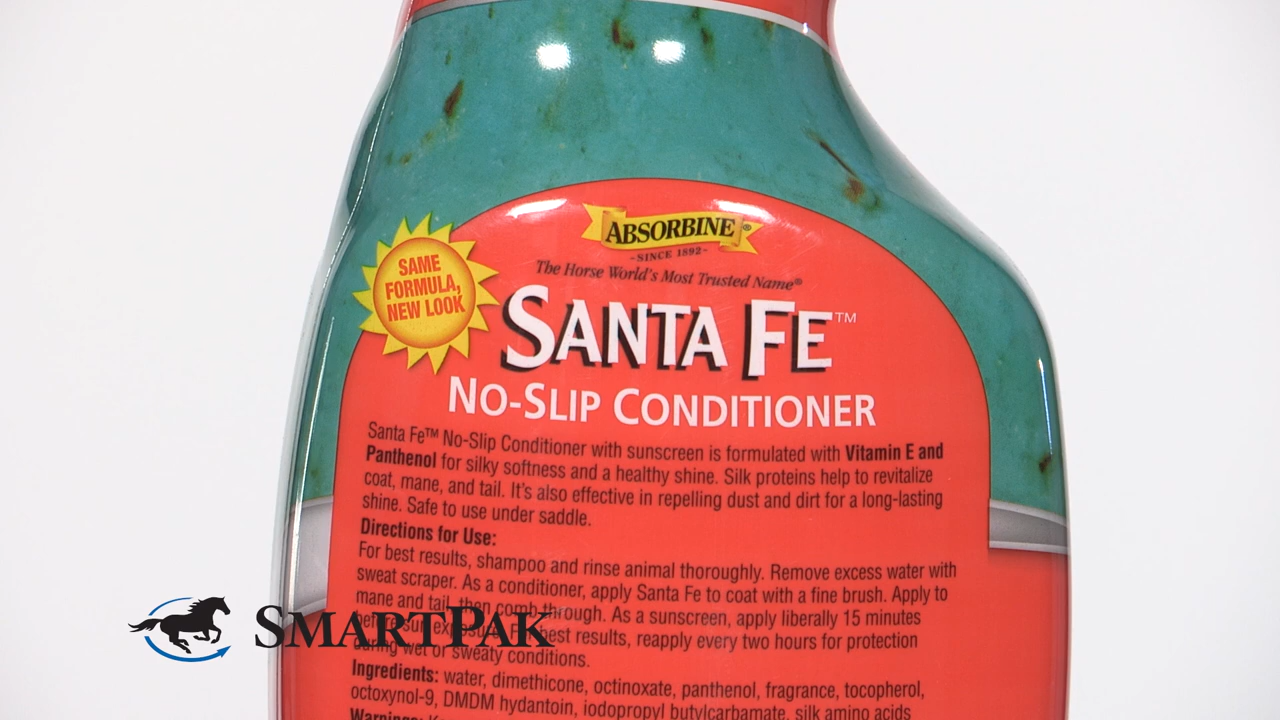 ABSORBINE®
-SINCE 1892-
The Horse World's Most Trusted Name®
SAME
FORMULA,
NEW LOOK
SANTA FE™
NO-SLIP CONDITIONER
Santa Fe™ No-Slip Conditioner with sunscreen is formulated with Vitamin E and
Panthenol for silky softness and a healthy shine. Silk proteins help to revitalize
coat, mane, and tail. It's also effective in repelling dust and dirt for a long-lasting
shine. Safe to use under saddle.
Directions for Use:
For best results, shampoo and rinse animal thoroughly. Remove excess water with
sweat scraper. As a conditioner, apply Santa Fe to coat with a fine brush. Apply to
mane and tail, then comb through. As a sunscreen, apply liberally 15 minutes
before sun best results, reapply every two hours for protection
during wet or sweaty conditions.
Ingredients: water, dimethicone, octinoxate, panthenol, fragrance, tocopherol,
octoxynol-9, DMDM hydantoin, iodopropyl butylcarbamate, silk amino acids
Warnings:
SMARTPAK